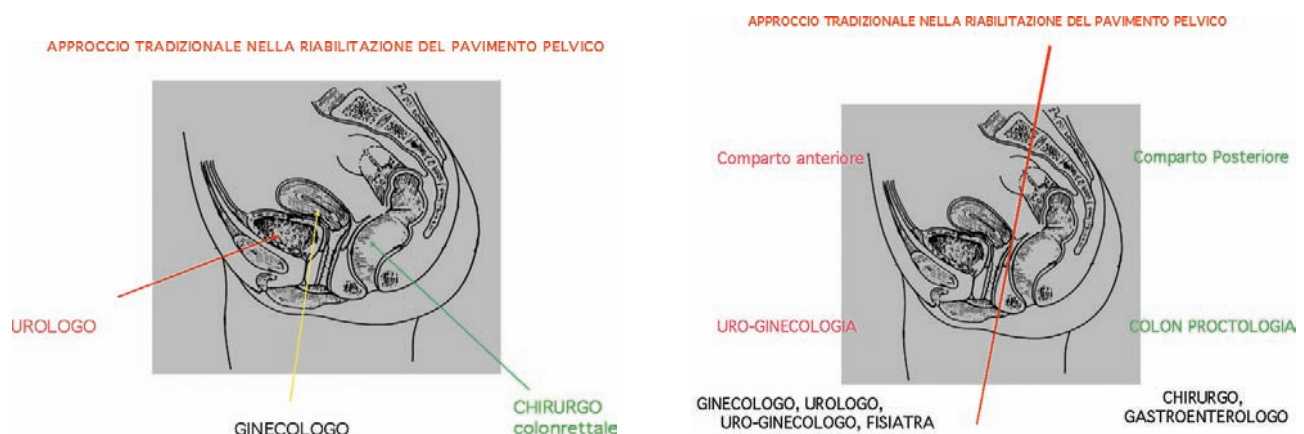 APPROCCIO TRADIZIONALE NELLA RIABILITAZIONE DEL PAVIMENTO PELVICO
UROLOGO
GINECOLOGO
CHIRURGO
colonrettale
APPROCCIO TRADIZIONALE NELLA RIABILITAZIONE DEL PAVIMENTO PELVICO
Comparto anteriore
Comparto Posteriore
URO-GINECOLOGIA
COLON PROCTOLOGIA
GINECOLOGO, UROLOGO,
URO-GINECOLOGO, FISIATRA
CHIRURGO,
GASTROENTEROLOGO